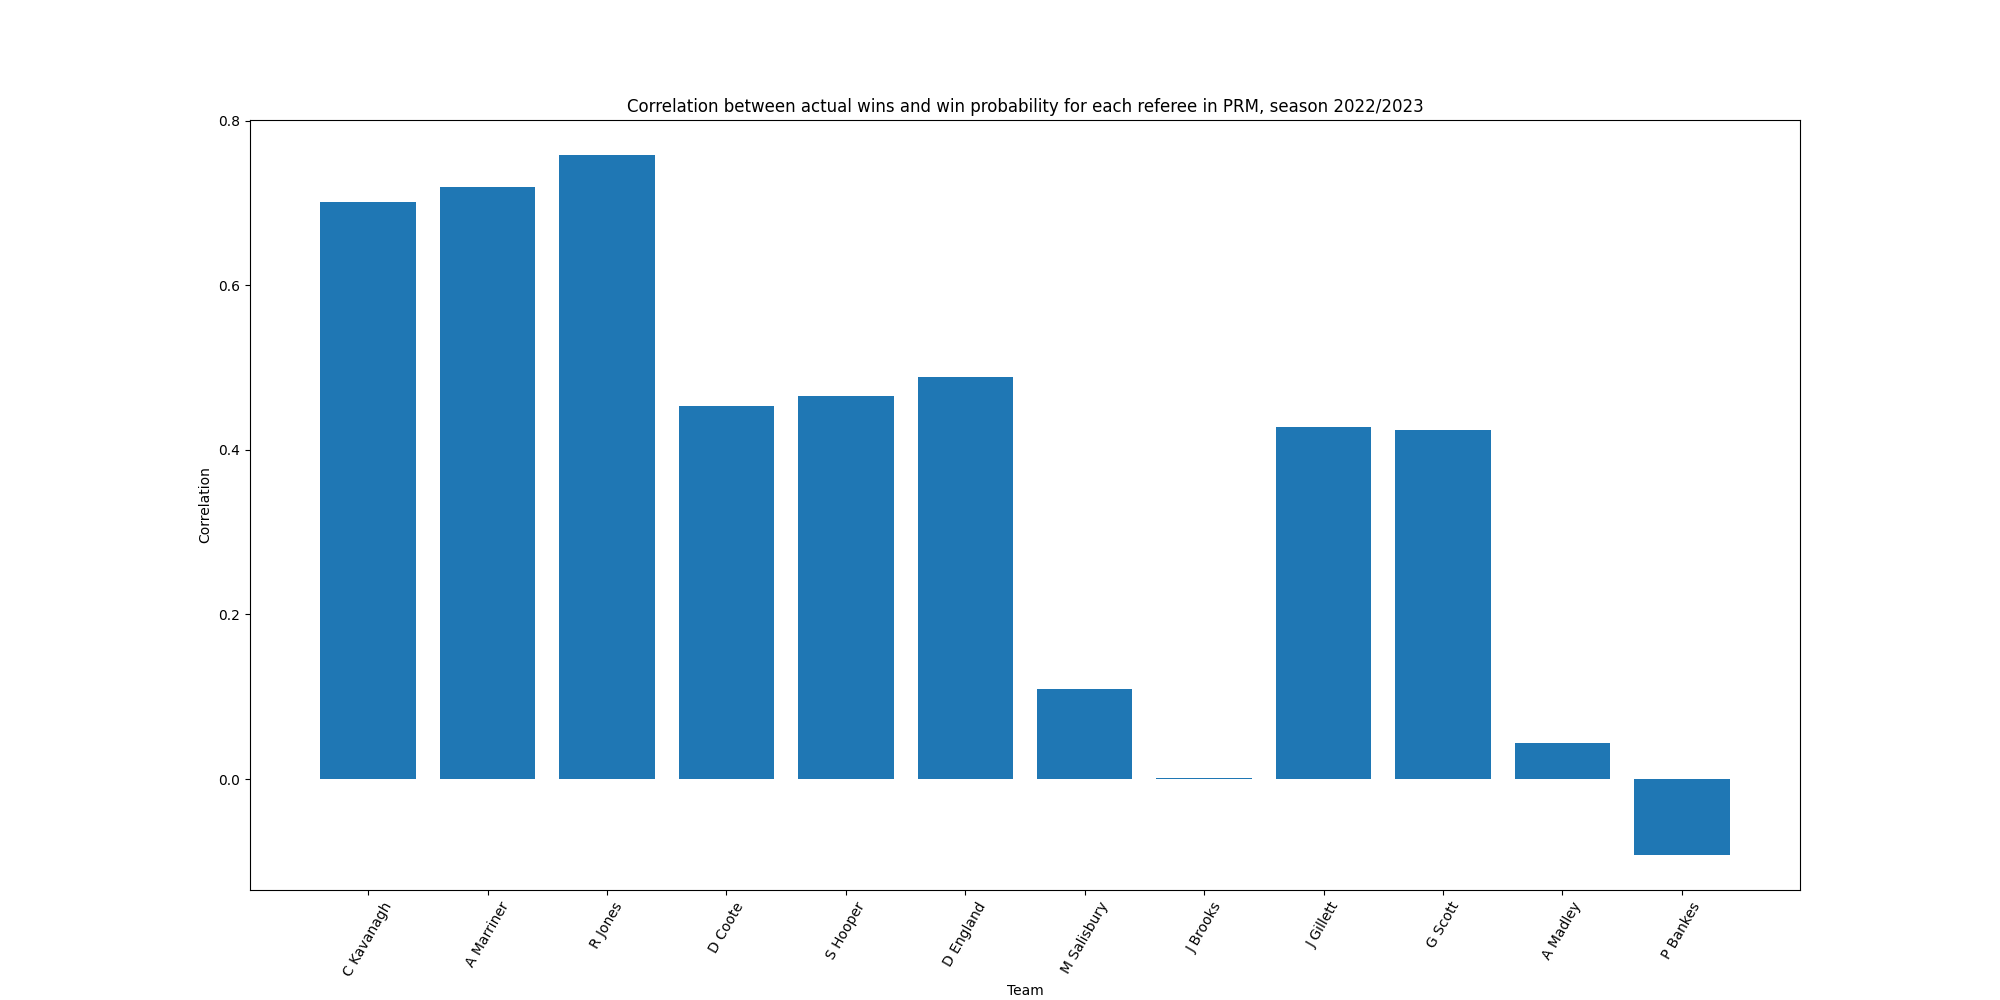 Correlation between actual wins and win probability for each referee in PRM, season 2022/2023
0.8
0.6
0.4
0.2
0.0
Correlation
C Kavanagh
A Marriner
R Jones
D Coote
S Hooper
D England
M Salisbury
J Brooks
J Gillett
G Scott
A Madley
P Bankes
Team